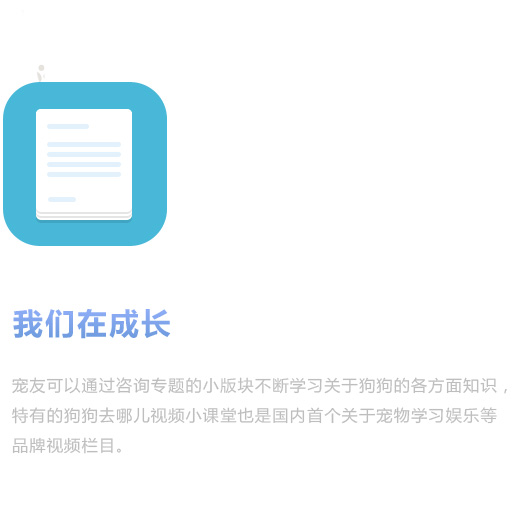 我们在成长
宠友可以通过咨询专题的小版块不断学习关于狗狗的各方面知识，
特有的狗狗去哪儿视频小课堂也是国内首个关于宠物学习娱乐等
品牌视频栏目。